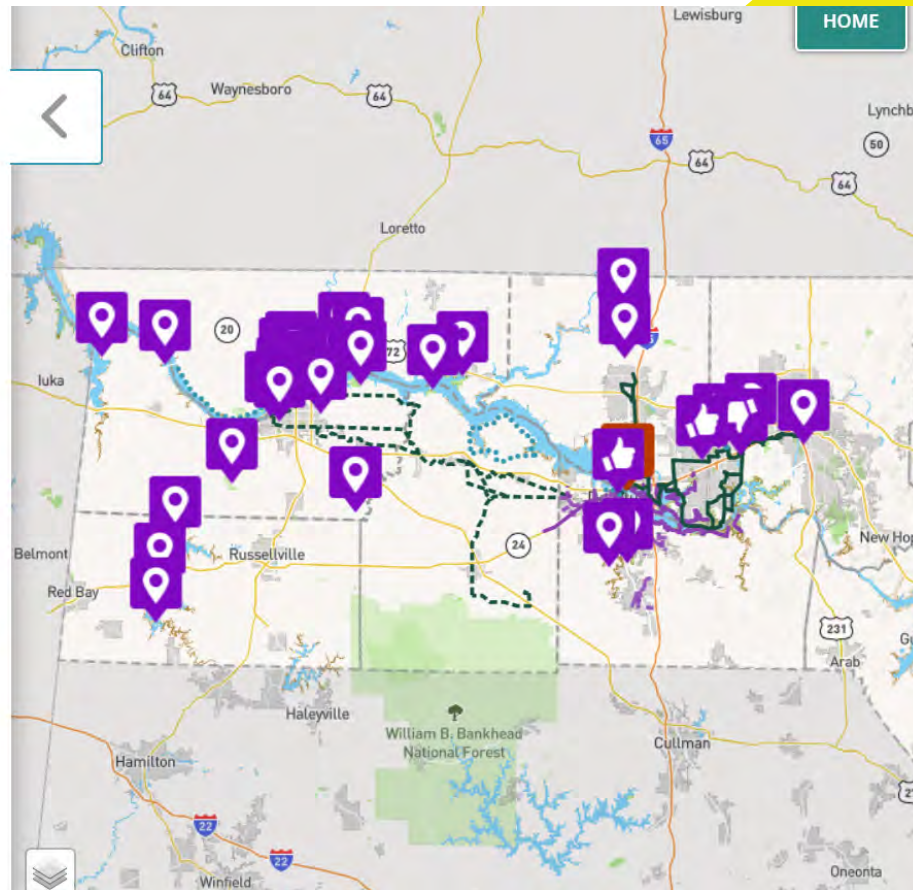 Lewisburg
HOME
Clifton
Waynesboro
64
64
Lynchb
65
50
64
64
Loretto
20
72
Iuka
Belmont
Russellville
24
New Hop
Red Bay
231
Arab
Haleyville
William B. Bankhead
National Forest
Cullman
Hamilton
22
22
Winfield
Oneonta